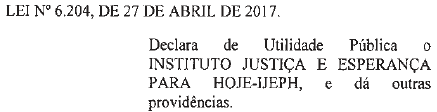 LEI Nº 6.204, DE 27 DE ABRIL DE 2017.
Declara de Utilidade Pública o
INSTITUTO JUSTIÇA E ESPERANÇA
PARA HOJE-IJEPH, e dá outras
providências.